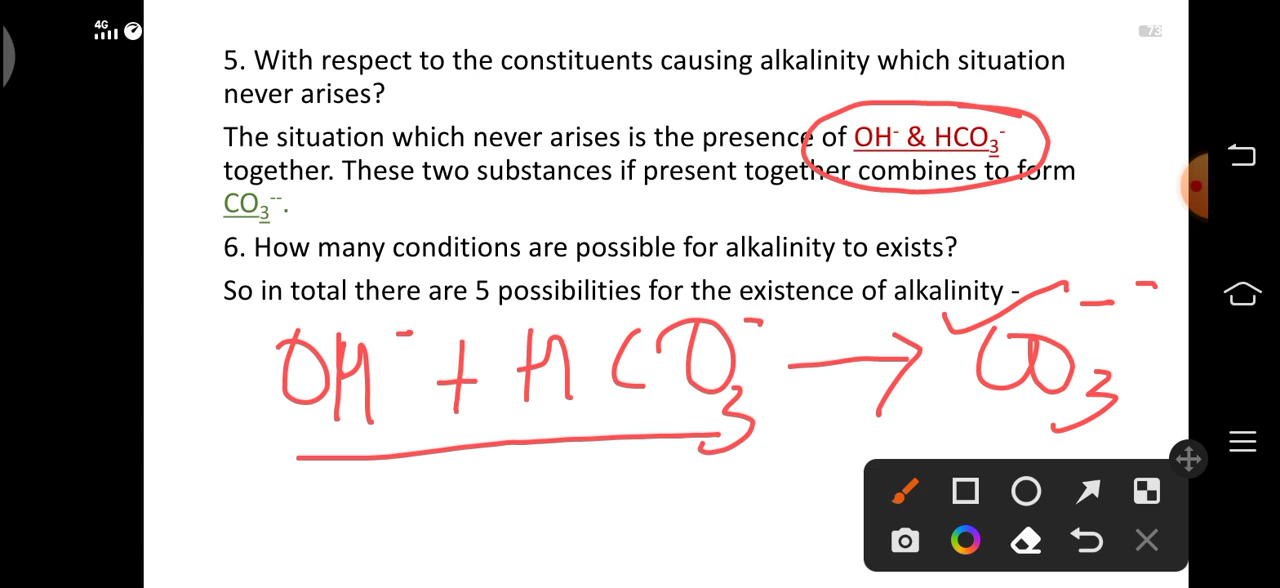 4G
73
5. With respect to the constituents causing alkalinity which situation
never arises?
The situation which never arises is the presence of OH⁻ & HCO₃⁻
together. These two substances if present together combines to form
CO₃⁻⁻.
6. How many conditions are possible for alkalinity to exists?
So in total there are 5 possibilities for the existence of alkalinity -
OH⁻ + HCO₃⁻ → CO₃⁻⁻